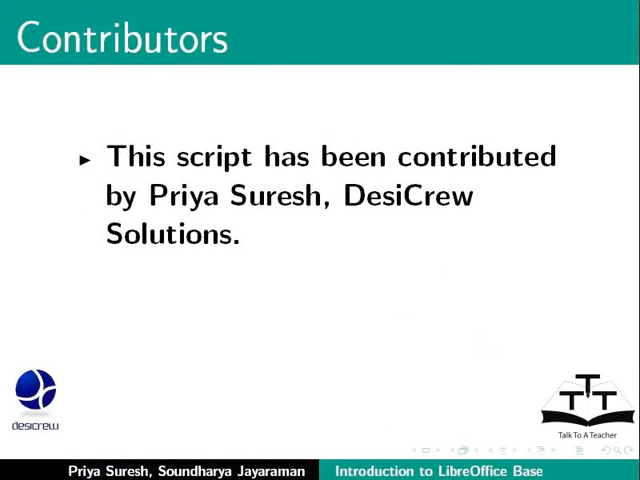 Contributors
This script has been contributed
by Priya Suresh, DesiCrew
Solutions.
desicrew
TTT
Talk To A Teacher
Priya Suresh, Soundharya Jayaraman
Introduction to LibreOffice Base